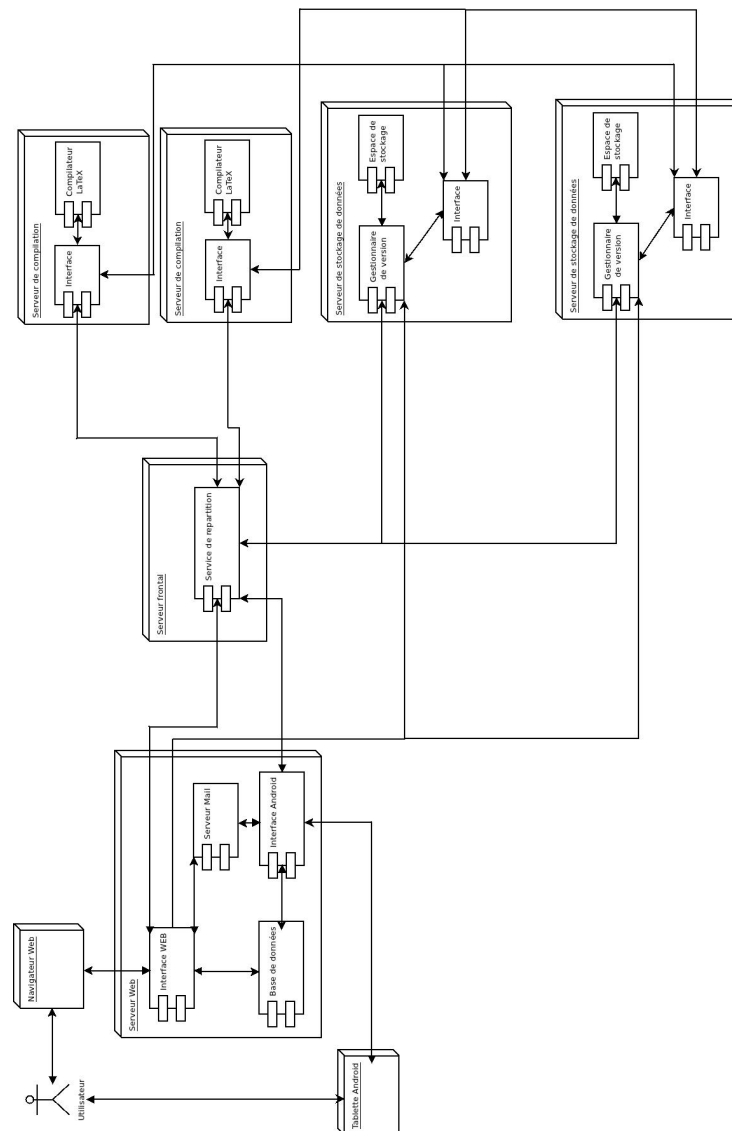 Utilisateur
Navigateur Web
Tablette Android
Serveur Web
Interface WEB
Serveur Mail
Base de données
Interface Android
Serveur frontal
Service de repartition
Serveur de compilation
Interface
Compilateur
LaTeX
Serveur de compilation
Interface
Compilateur
LaTeX
Serveur de stockage de données
Gestionnaire
de version
Espace de
stockage
Interface
Serveur de stockage de données
Gestionnaire
de version
Espace de
stockage
Interface